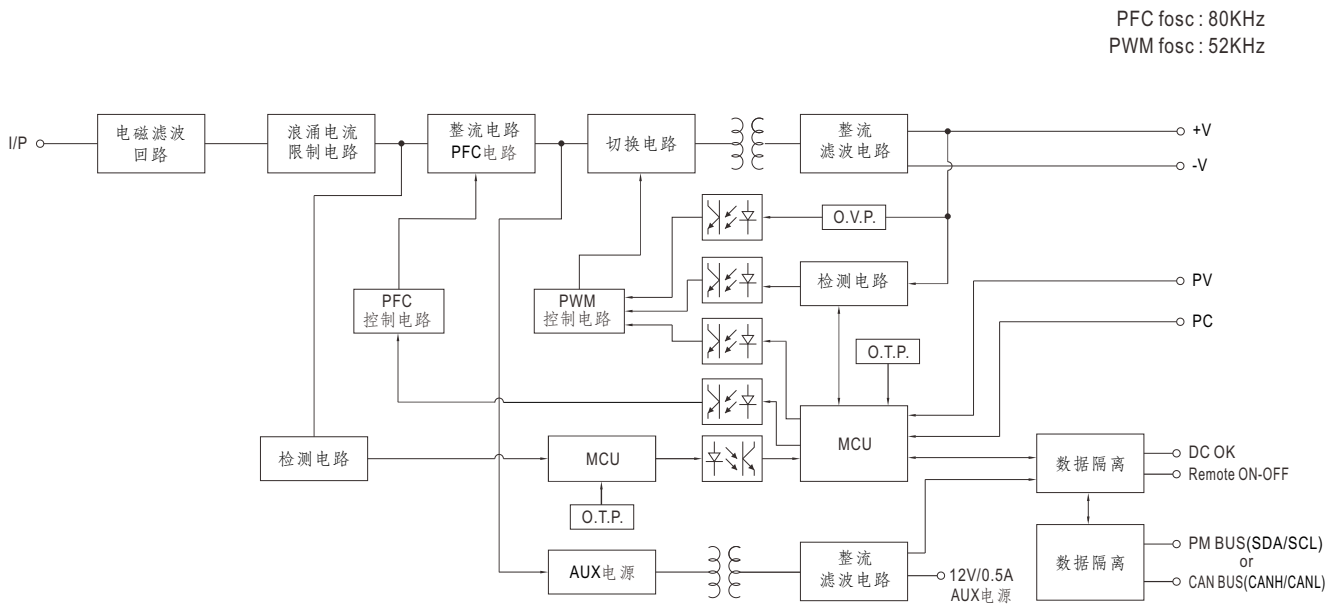 PFC fosc : 80KHz
PWM fosc : 52KHz
I/P
电磁滤波
回路
浪涌电流
限制电路
整流电路
PFC电路
切换电路
整流
滤波电路
+V
-V
O.V.P.
PFC
控制电路
PWM
控制电路
检测电路
PV
PC
O.T.P.
检测电路
MCU
MCU
数据隔离
DC OK
Remote ON-OFF
O.T.P.
AUX电源
整流
滤波电路
12V/0.5A
AUX电源
数据隔离
PM BUS(SDA/SCL)
or
CAN BUS(CANH/CANL)